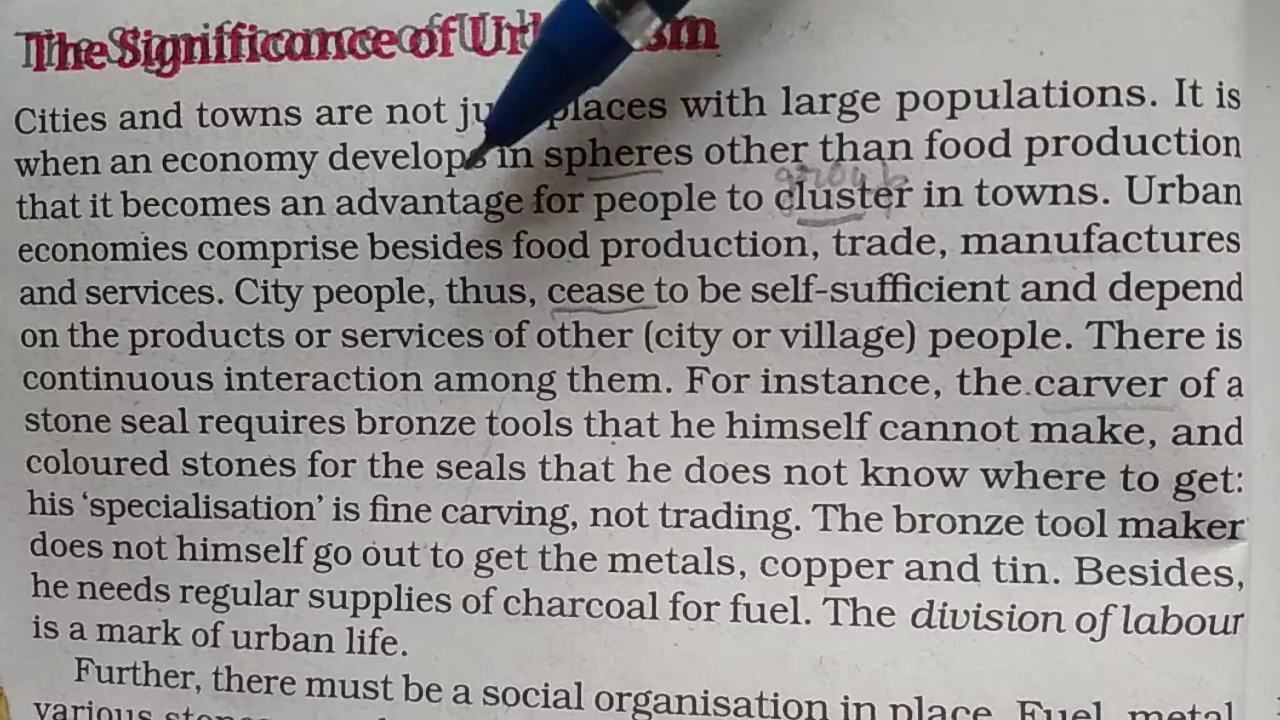 The Significance of
Cities and towns are not places with large populations. It is
when an economy develops in spheres other than food production
group
that it becomes an advantage for people to cluster in towns. Urban
economies comprise besides food production, trade, manufactures
and services. City people, thus, cease to be self-sufficient and depend
on the products or services of other (city or village) people. There is
continuous interaction among them. For instance, the carver of a
stone seal requires bronze tools that he himself cannot make, and
coloured stones for the seals that he does not know where to get:
his ‘specialisation’ is fine carving, not trading. The bronze tool maker
does not himself go out to get the metals, copper and tin. Besides,
he needs regular supplies of charcoal for fuel. The division of labour
is a mark of urban life.
Further, there must be a social organisation in place. Fuel, metal,
various